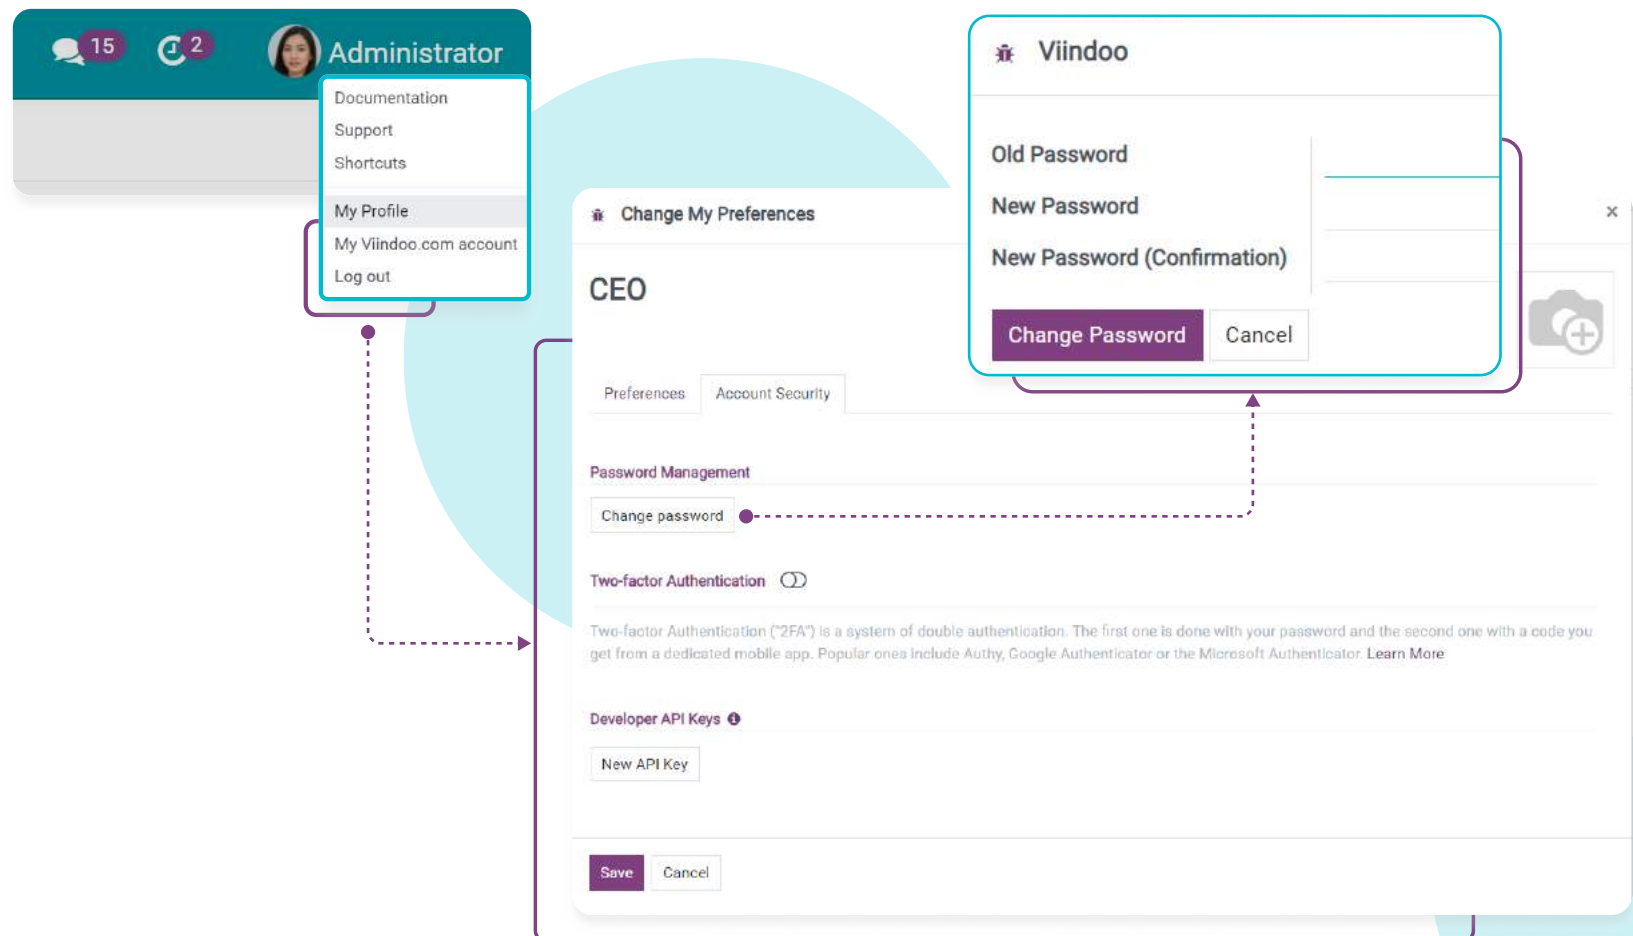 15
2
Administrator
Documentation
Support
Shortcuts
My Profile
My Viindoo.com account
Log out
Viindoo
Old Password
New Password
New Password (Confirmation)
Change Password
Cancel
Change My Preferences
×
CEO
Preferences
Account Security
Password Management
Change password
Two-factor Authentication
Two-factor Authentication ("2FA") is a system of double authentication. The first one is done with your password and the second one with a code you
get from a dedicated mobile app. Popular ones include Authy, Google Authenticator or the Microsoft Authenticator. Learn More
Developer API Keys
New API Key
Save
Cancel